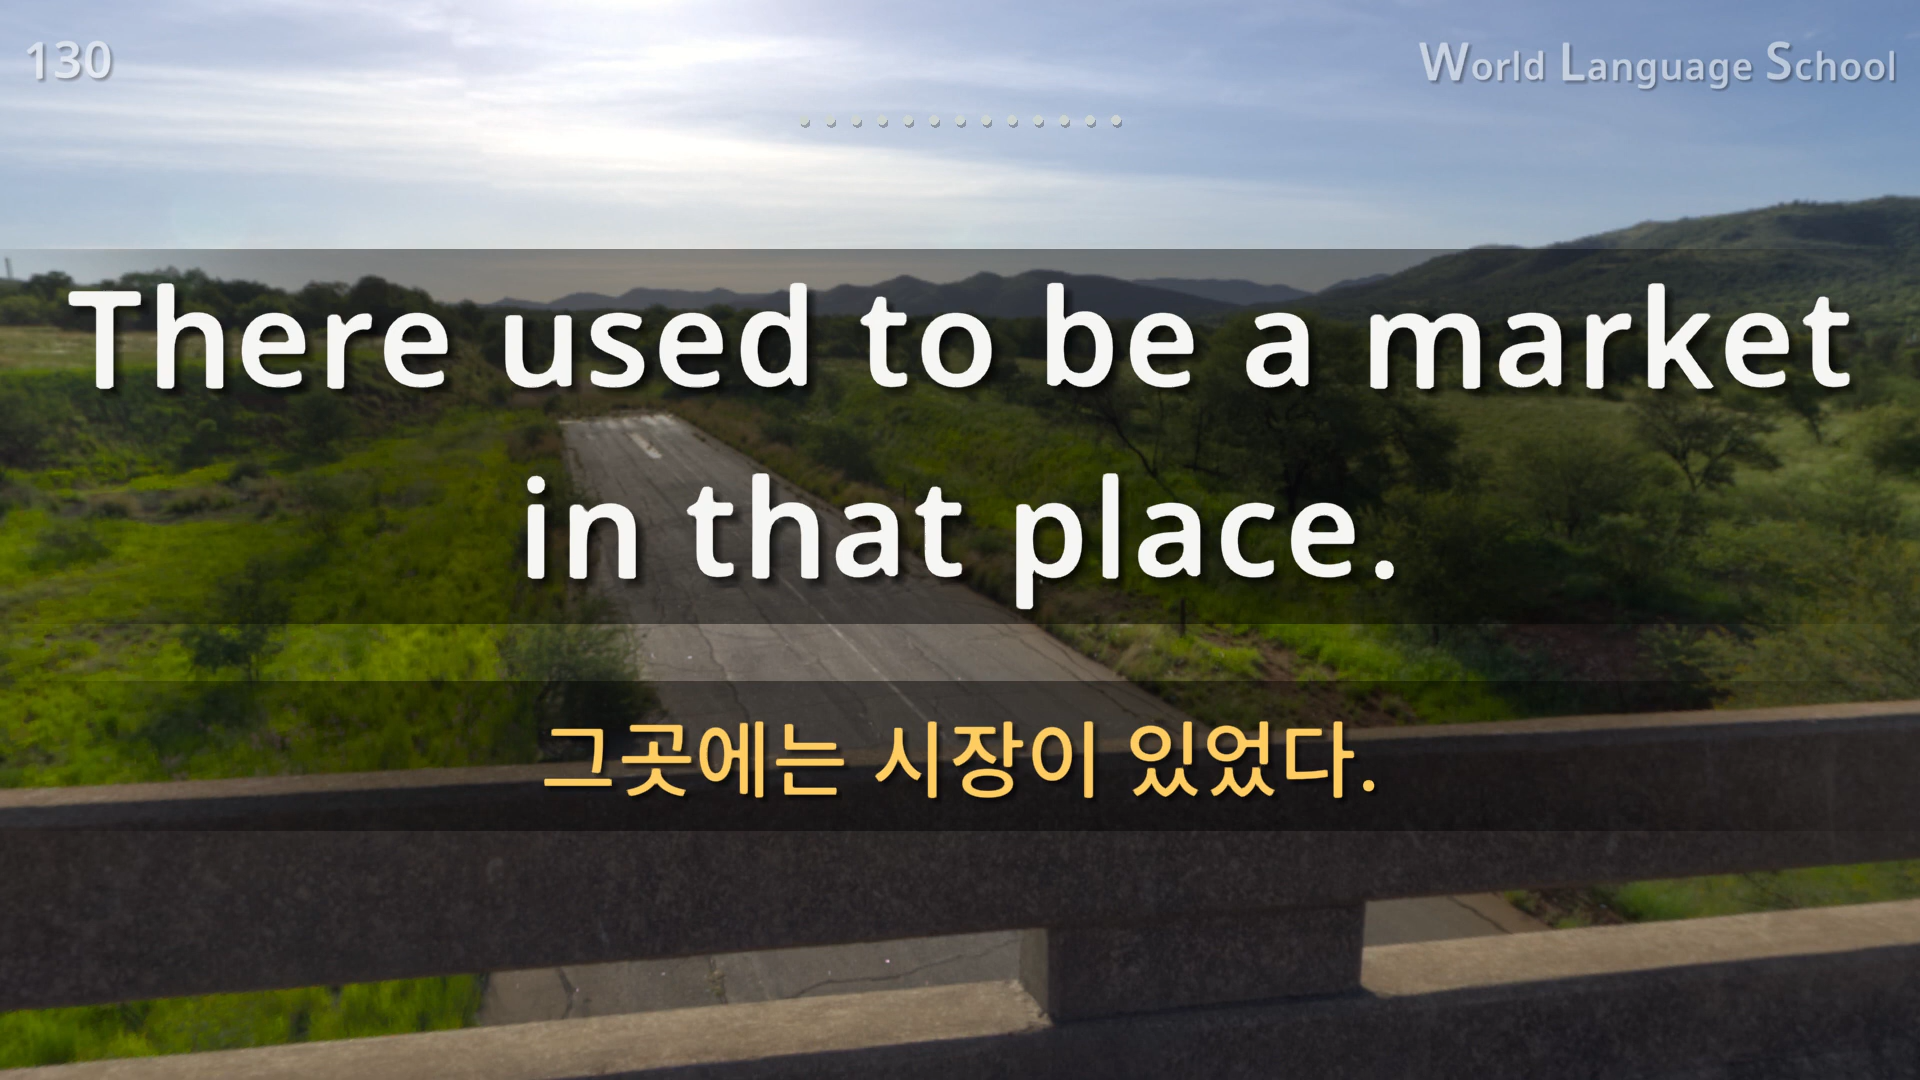 130
World Language School
There used to be a market
in that place.
그곳에는 시장이 있었다.